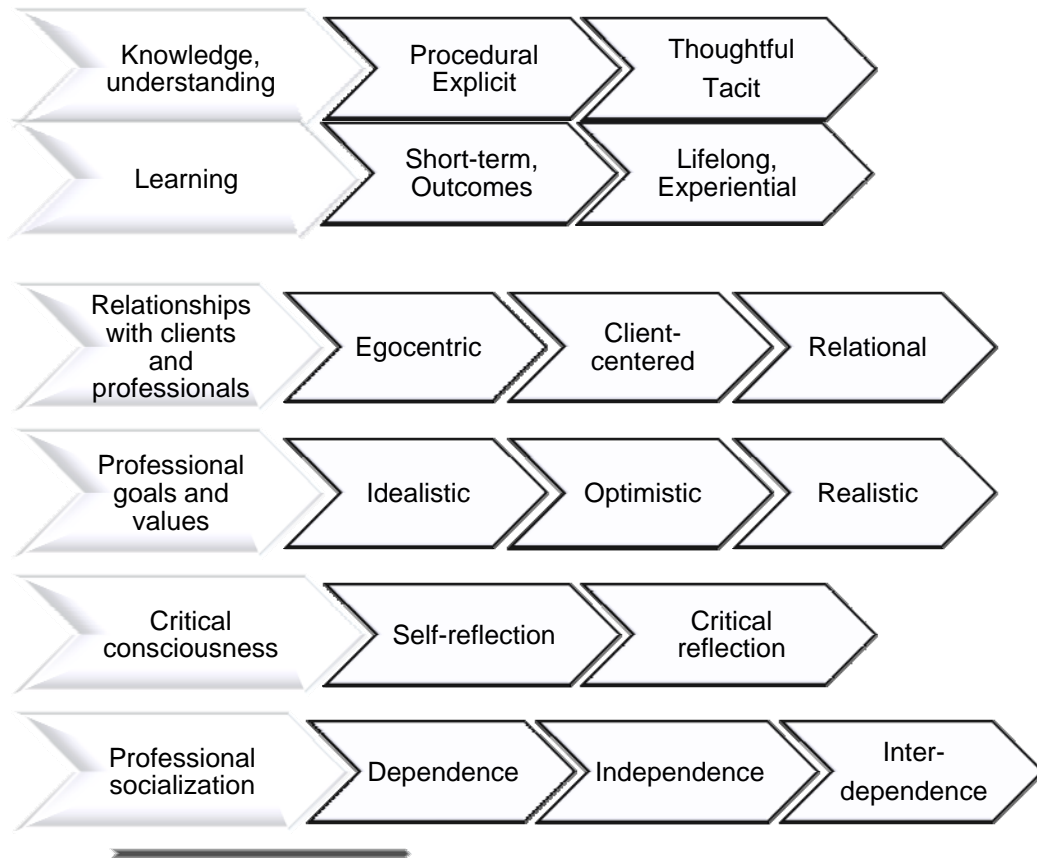 Knowledge,
understanding
Procedural
Explicit
Thoughtful
Tacit
Learning
Short-term,
Outcomes
Lifelong,
Experiential
Relationships
with clients
and
professionals
Egocentric
Client-
centered
Relational
Professional
goals and
values
Idealistic
Optimistic
Realistic
Critical
consciousness
Self-reflection
Critical
reflection
Professional
socialization
Dependence
Independence
Inter-
dependence